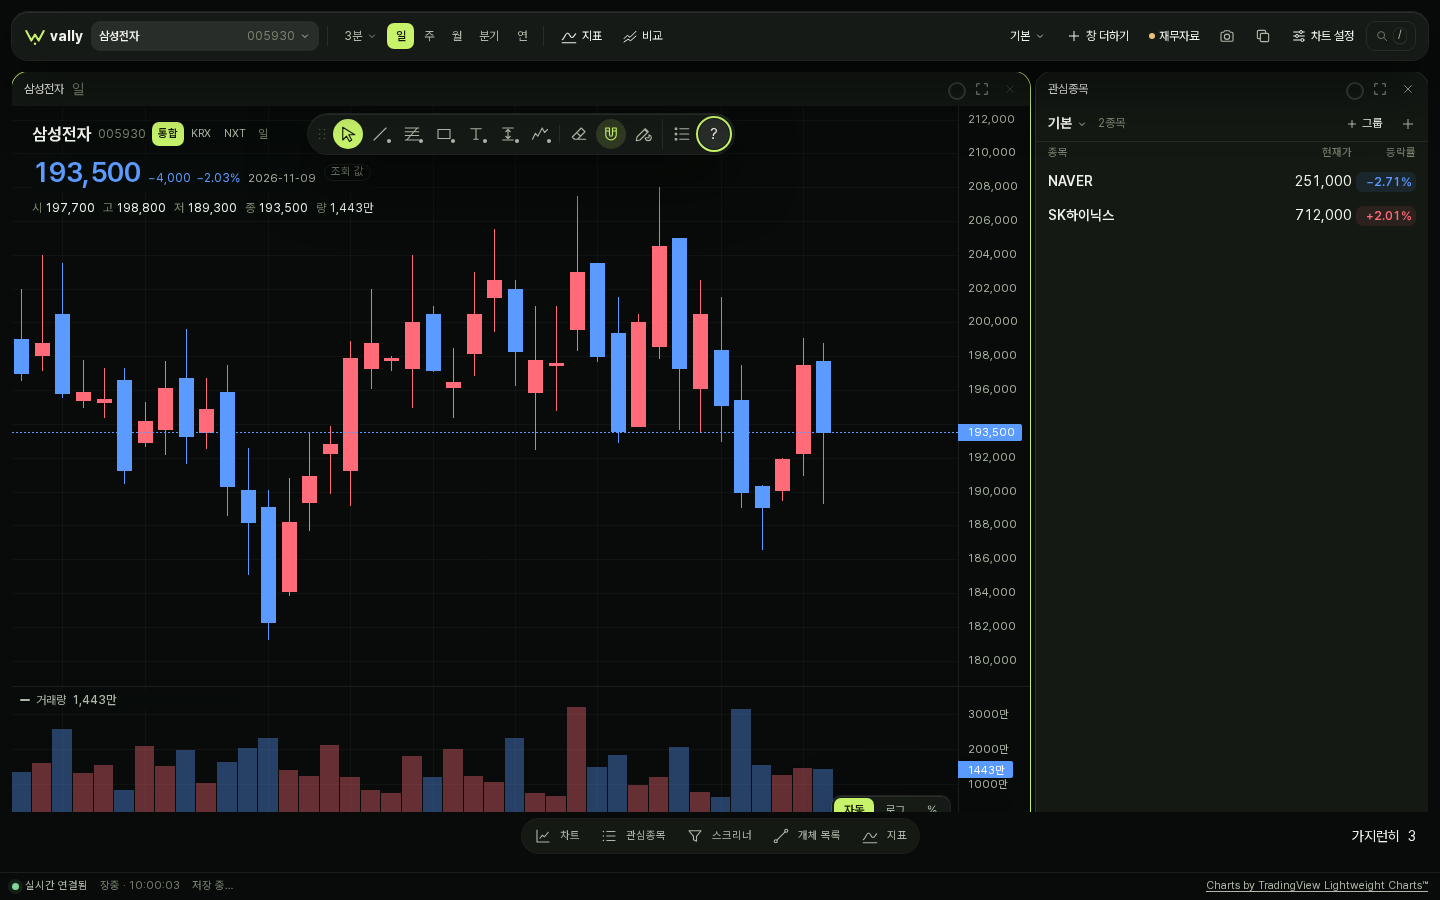 vally 삼성전자 005930 3분 일 주 월 분기 연 지표 비교 기본 창 더하기 재무자료 차트 설정 /
삼성전자 일
관심종목
삼성전자 005930 통합 KRX NXT 일
?
193,500 −4,000 −2.03% 2026-11-09 조회 값
시 197,700 고 198,800 저 189,300 종 193,500 량 1,443만
기본 2종목 + 그룹 +
종목 현재가 등락률
NAVER 251,000 −2.71%
SK하이닉스 712,000 +2.01%
212,000
210,000
208,000
206,000
204,000
202,000
200,000
198,000
196,000
193,500
192,000
190,000
188,000
186,000
184,000
182,000
180,000
거래량 1,443만
3000만
2000만
1443만
1000만
자동 로그 %
차트 관심종목 스크리너 개체 목록 지표
가지런히 3
실시간 연결됨 장중 · 10:00:03 저장 중...
Charts by TradingView Lightweight Charts™